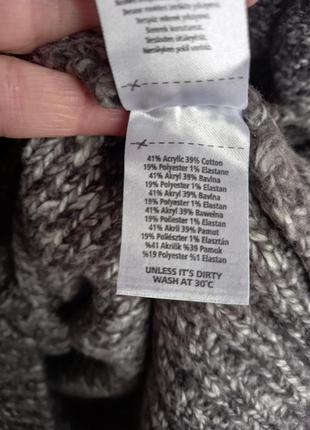 41% Acrylic 39% Cotton
19% Polyester 1% Elastane
41% Akryl 39% Bavlna
19% Polyester 1% Elastan
41% Akryl 39% Bavlna
19% Polyester 1% Elastan
41% Akryl 39% Bawełna
19% Poliester 1% Elastan
41% Akril 39% Pamut
19% Poliészter 1% Elasztán
%41 Akrilik %39 Pamuk
%19 Polyester %1 Elastan
UNLESS IT'S DIRTY
WASH AT 30°C